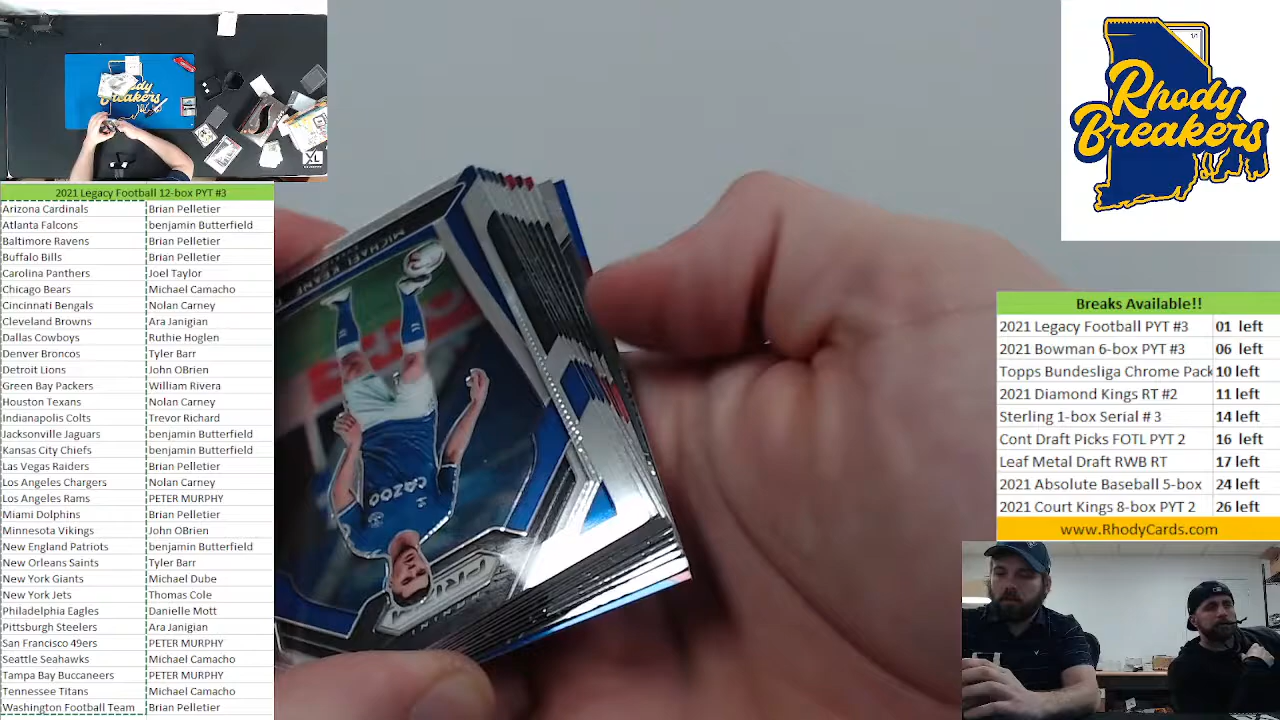 2021 Legacy Football 12-box PYT #3
Arizona Cardinals Brian Pelletier
Atlanta Falcons benjamin Butterfield
Baltimore Ravens Brian Pelletier
Buffalo Bills Brian Pelletier
Carolina Panthers Joel Taylor
Chicago Bears Michael Camacho
Cincinnati Bengals Nolan Carney
Cleveland Browns Ara Janigian
Dallas Cowboys Ruthie Hoglen
Denver Broncos Tyler Barr
Detroit Lions John OBrien
Green Bay Packers William Rivera
Houston Texans Nolan Carney
Indianapolis Colts Trevor Richard
Jacksonville Jaguars benjamin Butterfield
Kansas City Chiefs benjamin Butterfield
Las Vegas Raiders Brian Pelletier
Los Angeles Chargers Nolan Carney
Los Angeles Rams PETER MURPHY
Miami Dolphins Brian Pelletier
Minnesota Vikings John OBrien
New England Patriots benjamin Butterfield
New Orleans Saints Tyler Barr
New York Giants Michael Dube
New York Jets Thomas Cole
Philadelphia Eagles Danielle Mott
Pittsburgh Steelers Ara Janigian
San Francisco 49ers PETER MURPHY
Seattle Seahawks Michael Camacho
Tampa Bay Buccaneers PETER MURPHY
Tennessee Titans Michael Camacho
Washington Football Team Brian Pelletier
Breakers
XL
MICHAEL KEANE
CAZOO
PANINI
PRIZM
Rhody
Breakers
1/1
Breaks Available!!
2021 Legacy Football PYT #3 01 left
2021 Bowman 6-box PYT #3 06 left
Topps Bundesliga Chrome Pack 10 left
2021 Diamond Kings RT #2 11 left
Sterling 1-box Serial # 3 14 left
Cont Draft Picks FOTL PYT 2 16 left
Leaf Metal Draft RWB RT 17 left
2021 Absolute Baseball 5-box 24 left
2021 Court Kings 8-box PYT 2 26 left
www.RhodyCards.com